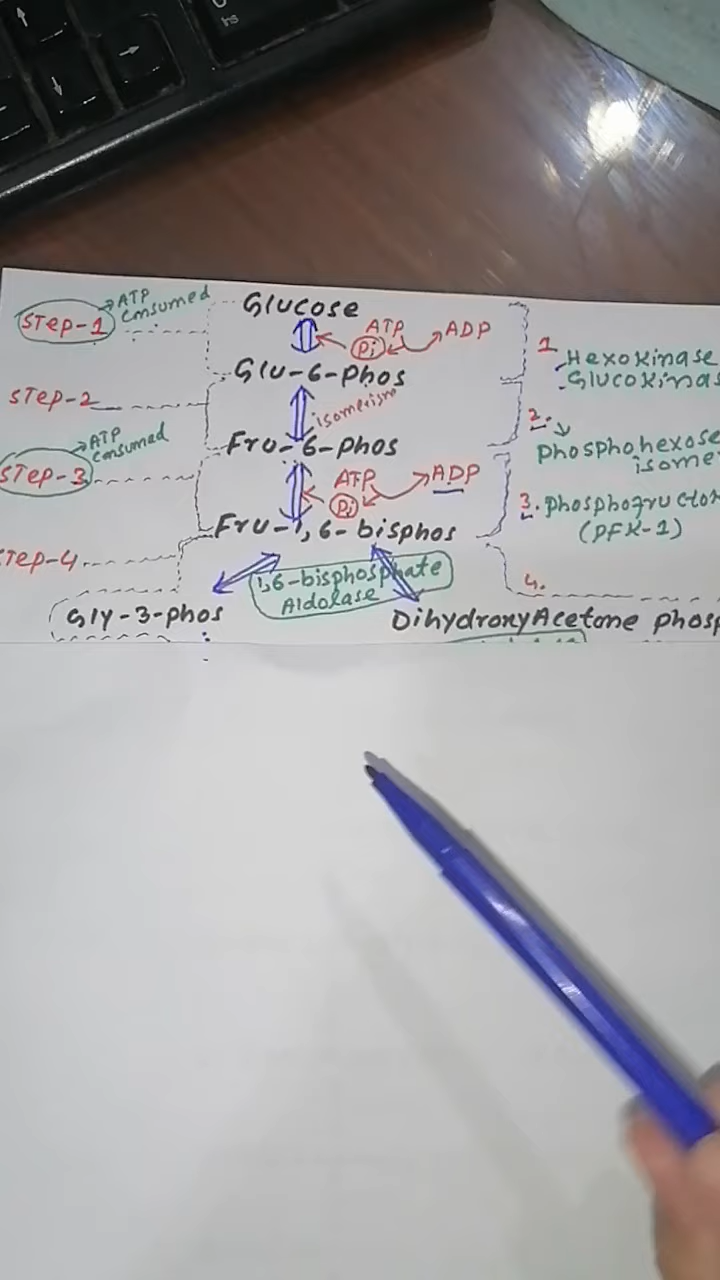 Glucose
STep-1
ATP
Consumed
ATP
Pi
ADP
1.
Hexokinase
Glucokinas
Glu-6-phos
STep-2
isomerism
2.
phosphohexose
isome
Fru-6-phos
STep-3
ATP
Consumed
ATP
Pi
ADP
3. phosphofructo
(PFK-1)
Fru-1,6-bisphos
STep-4
1,6-bisphosphate
Aldolase
4.
Gly-3-phos
DihydroxyAcetone phosp